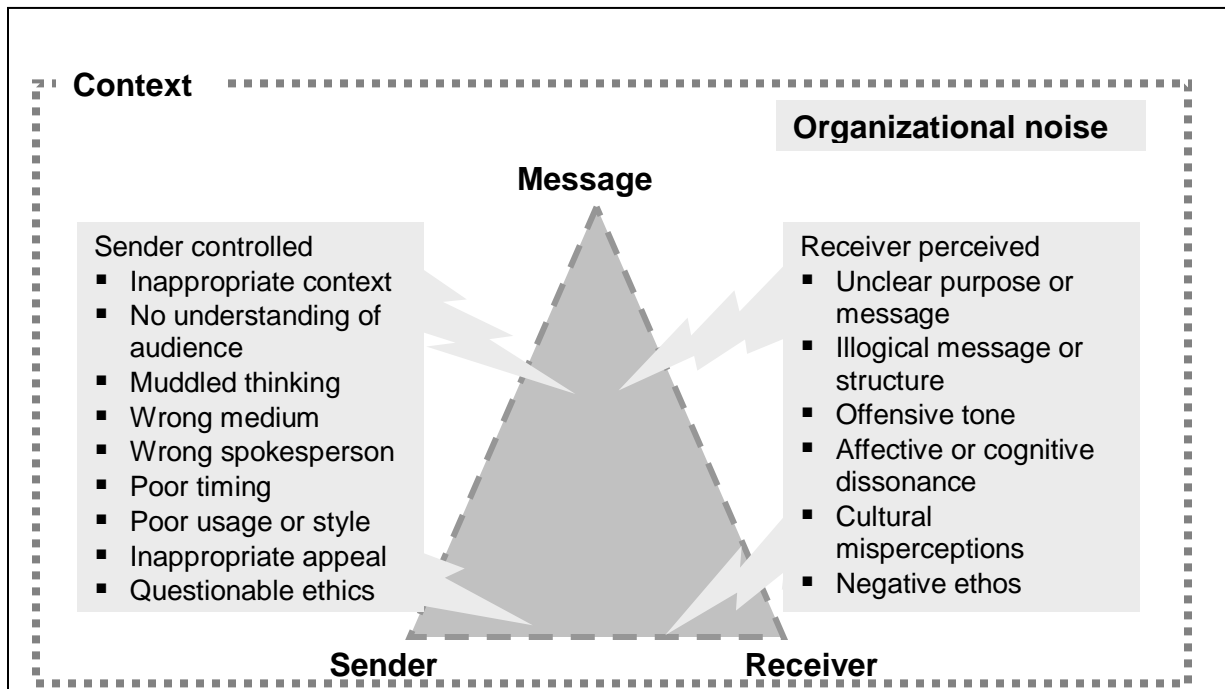 Context
Organizational noise
Message
Sender controlled
▪ Inappropriate context
▪ No understanding of
audience
▪ Muddled thinking
▪ Wrong medium
▪ Wrong spokesperson
▪ Poor timing
▪ Poor usage or style
▪ Inappropriate appeal
▪ Questionable ethics
Receiver perceived
▪ Unclear purpose or
message
▪ Illogical message or
structure
▪ Offensive tone
▪ Affective or cognitive
dissonance
▪ Cultural
misperceptions
▪ Negative ethos
Sender
Receiver